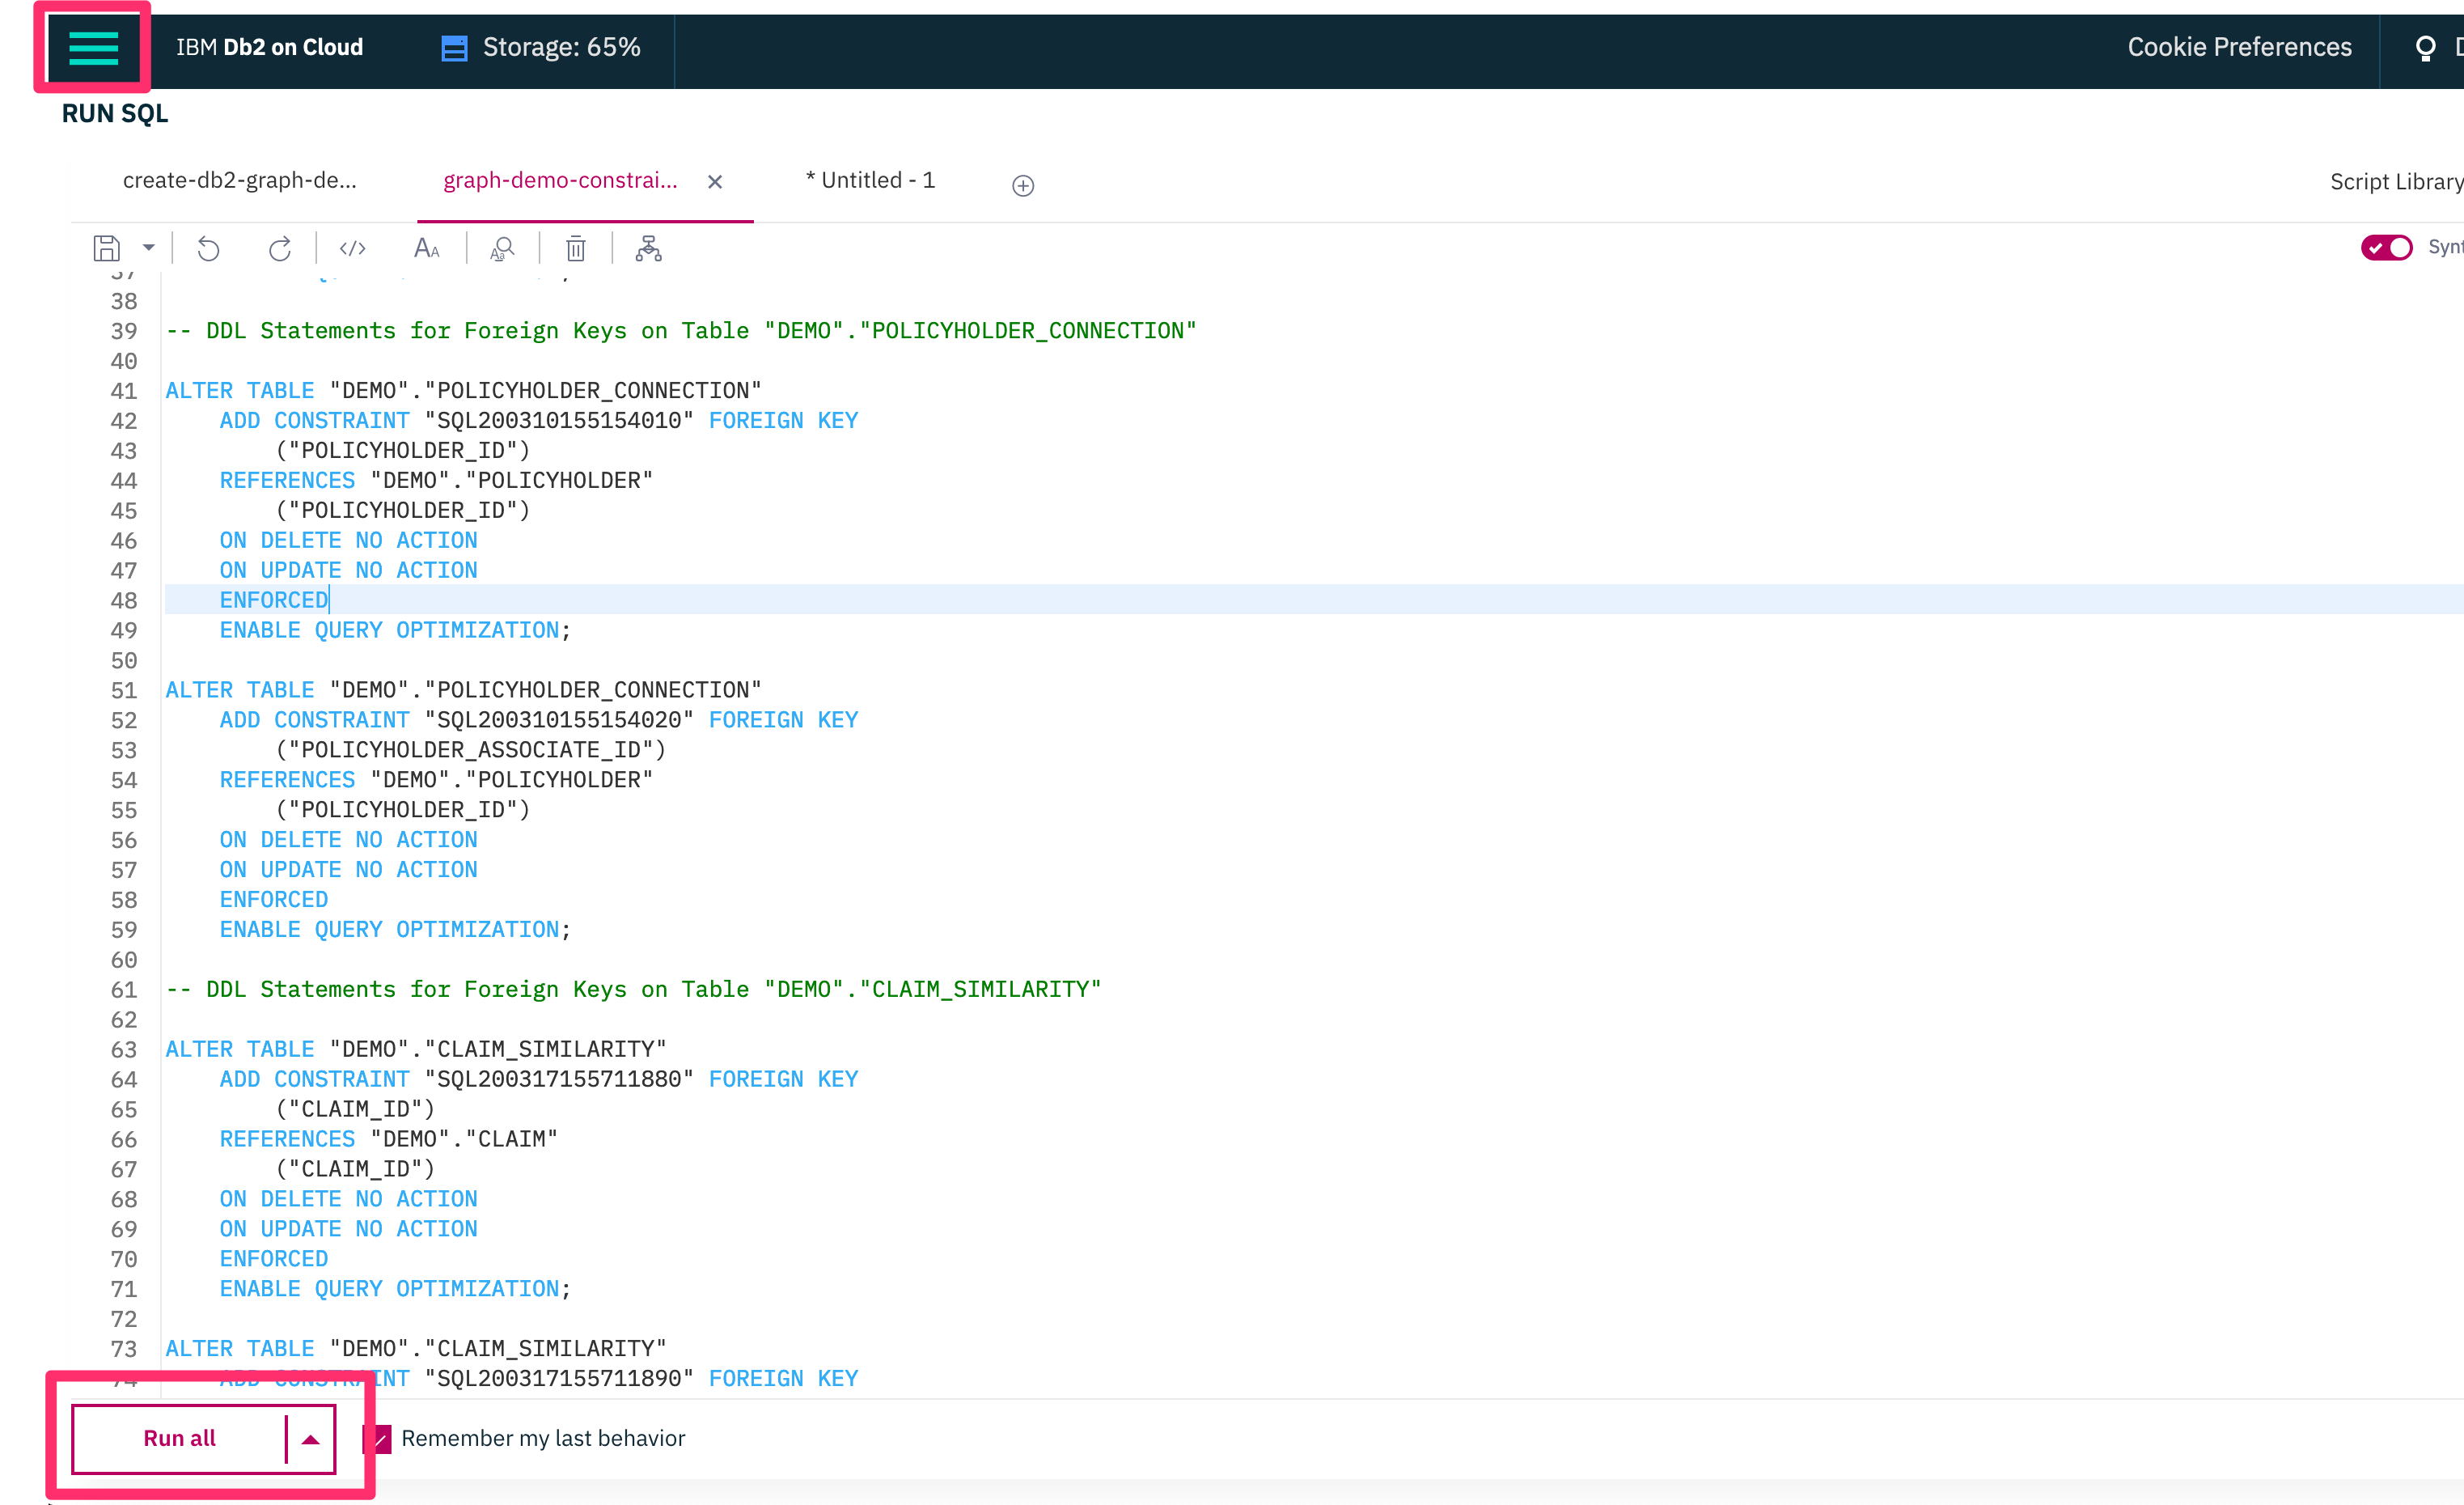 IBM Db2 on Cloud Storage: 65% Cookie Preferences
RUN SQL
create-db2-graph-de... graph-demo-constrai... × * Untitled - 1 Script Library
38
39 -- DDL Statements for Foreign Keys on Table "DEMO"."POLICYHOLDER_CONNECTION"
40
41 ALTER TABLE "DEMO"."POLICYHOLDER_CONNECTION"
42 ADD CONSTRAINT "SQL200310155154010" FOREIGN KEY
43 ("POLICYHOLDER_ID")
44 REFERENCES "DEMO"."POLICYHOLDER"
45 ("POLICYHOLDER_ID")
46 ON DELETE NO ACTION
47 ON UPDATE NO ACTION
48 ENFORCED
49 ENABLE QUERY OPTIMIZATION;
50
51 ALTER TABLE "DEMO"."POLICYHOLDER_CONNECTION"
52 ADD CONSTRAINT "SQL200310155154020" FOREIGN KEY
53 ("POLICYHOLDER_ASSOCIATE_ID")
54 REFERENCES "DEMO"."POLICYHOLDER"
55 ("POLICYHOLDER_ID")
56 ON DELETE NO ACTION
57 ON UPDATE NO ACTION
58 ENFORCED
59 ENABLE QUERY OPTIMIZATION;
60
61 -- DDL Statements for Foreign Keys on Table "DEMO"."CLAIM_SIMILARITY"
62
63 ALTER TABLE "DEMO"."CLAIM_SIMILARITY"
64 ADD CONSTRAINT "SQL200317155711880" FOREIGN KEY
65 ("CLAIM_ID")
66 REFERENCES "DEMO"."CLAIM"
67 ("CLAIM_ID")
68 ON DELETE NO ACTION
69 ON UPDATE NO ACTION
70 ENFORCED
71 ENABLE QUERY OPTIMIZATION;
72
73 ALTER TABLE "DEMO"."CLAIM_SIMILARITY"
74 ADD CONSTRAINT "SQL200317155711890" FOREIGN KEY
Run all Remember my last behavior